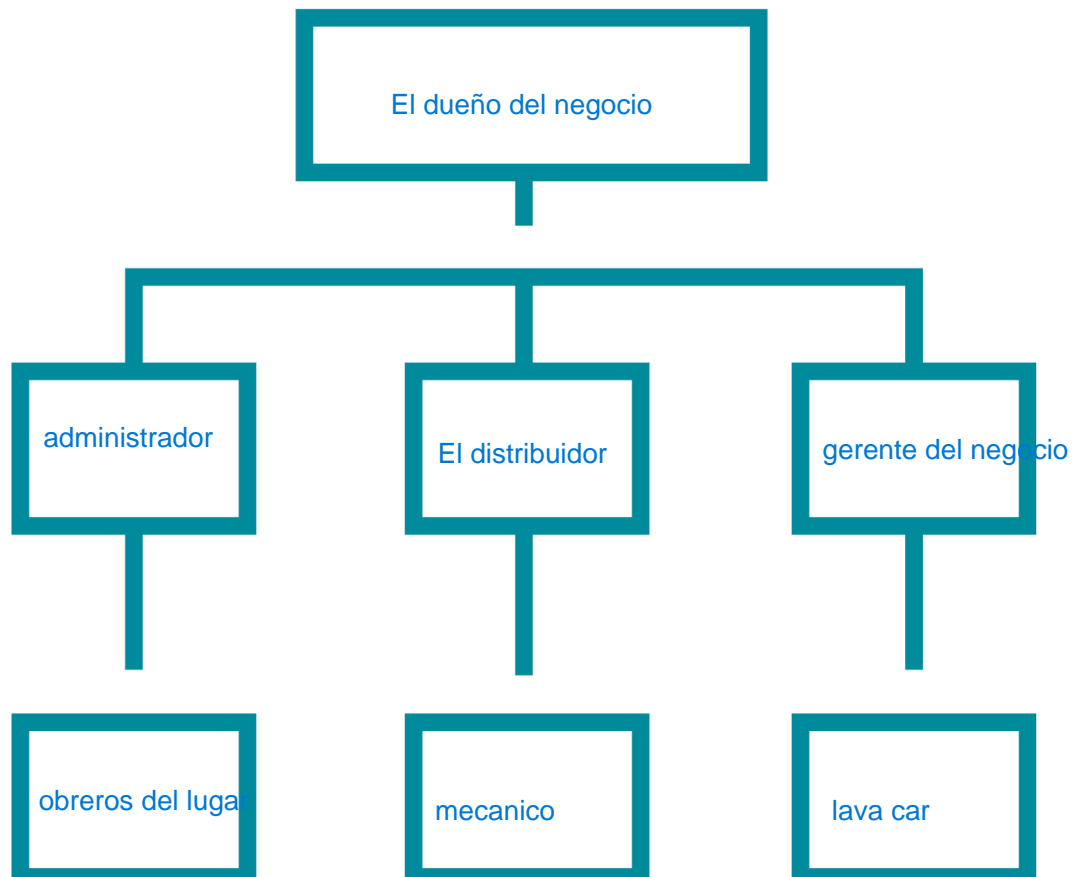 El dueño del negocio
administrador
El distribuidor
gerente del negocio
obreros del lugar
mecanico
lava car